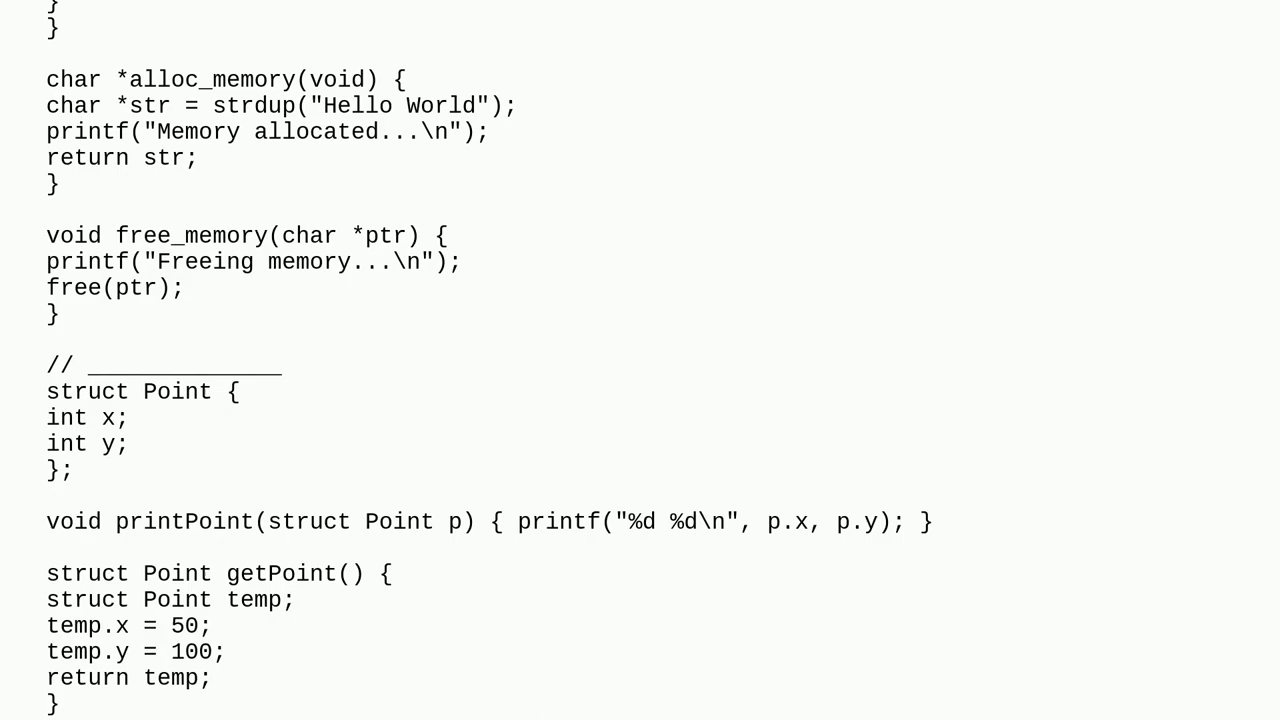 }
}
char *alloc_memory(void) {
char *str = strdup("Hello World");
printf("Memory allocated...\n");
return str;
}
void free_memory(char *ptr) {
printf("Freeing memory...\n");
free(ptr);
}
// ______________
struct Point {
int x;
int y;
};
void printPoint(struct Point p) { printf("%d %d\n", p.x, p.y); }
struct Point getPoint() {
struct Point temp;
temp.x = 50;
temp.y = 100;
return temp;
}